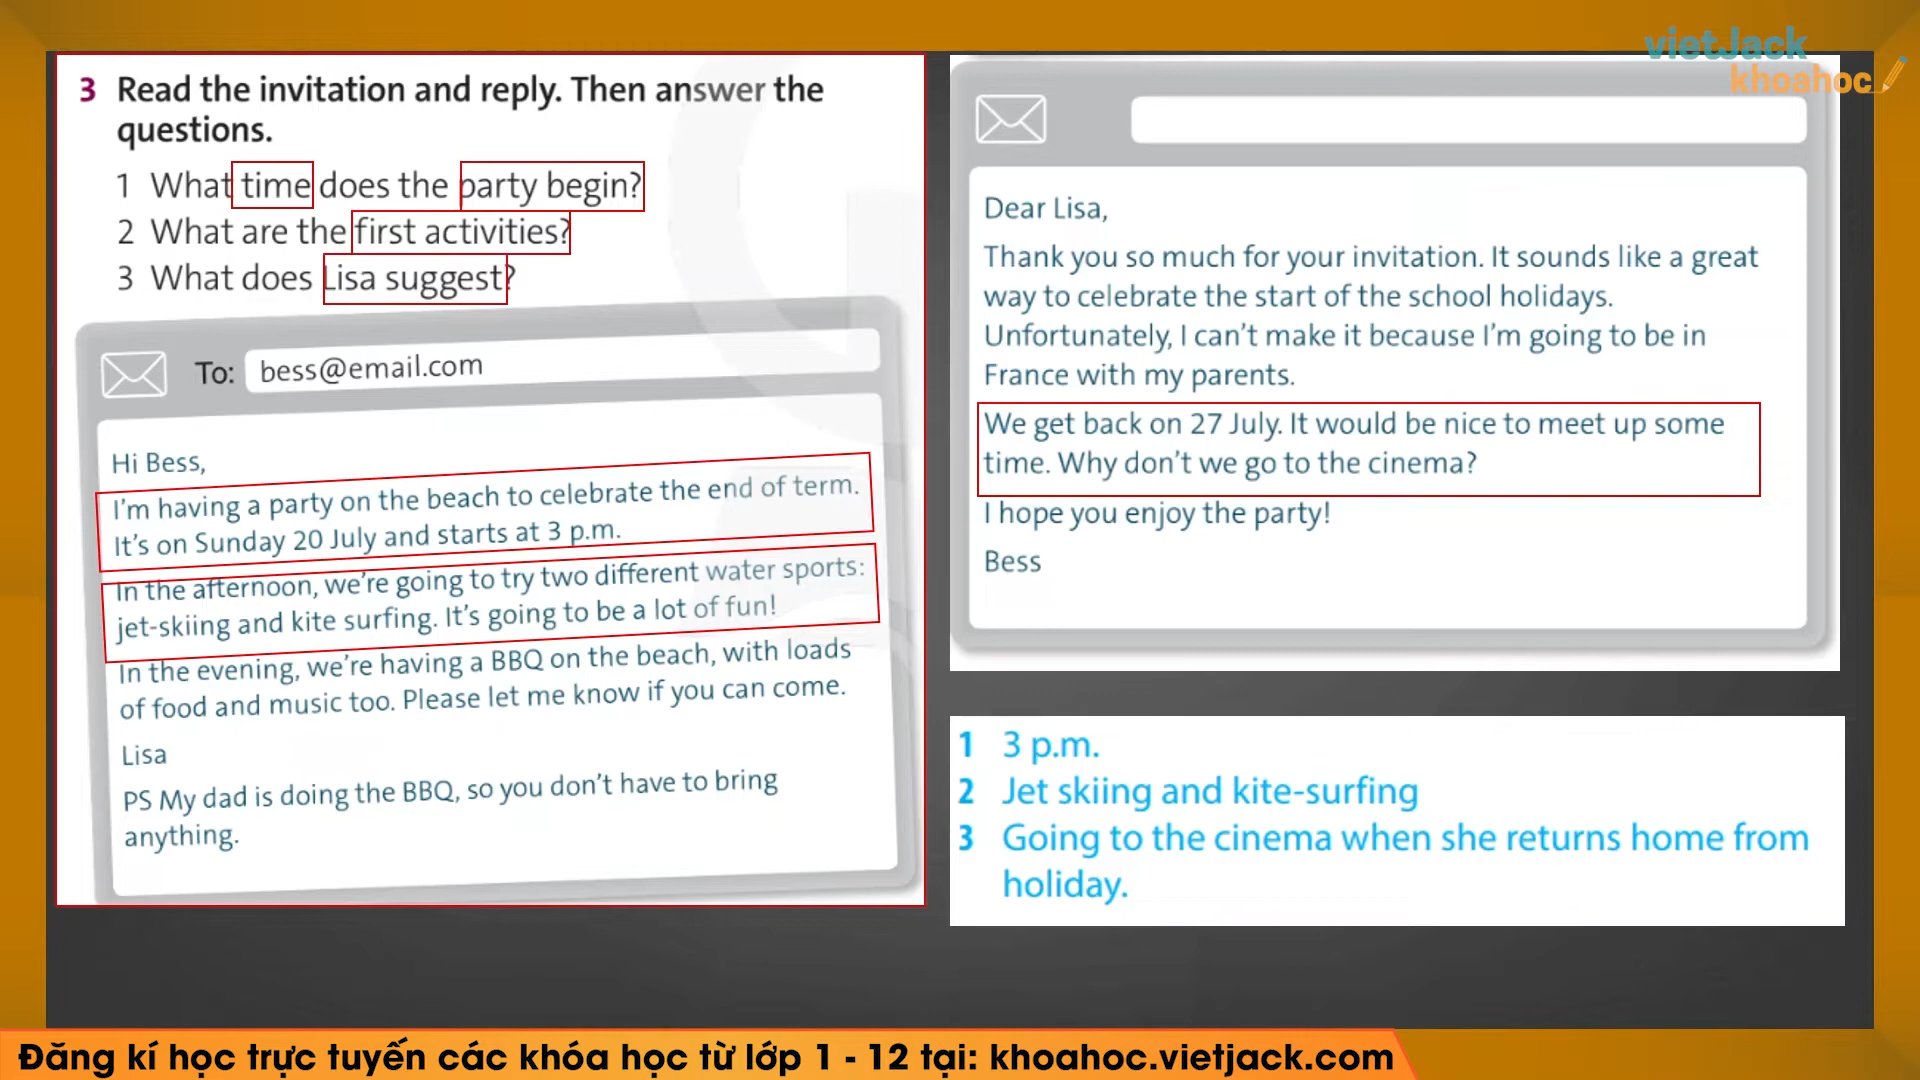 3 Read the invitation and reply. Then answer the
questions.
1 What time does the party begin?
2 What are the first activities?
3 What does Lisa suggest?
To: bess@email.com
Hi Bess,
I'm having a party on the beach to celebrate the end of term.
It's on Sunday 20 July and starts at 3 p.m.
In the afternoon, we're going to try two different water sports:
jet-skiing and kite surfing. It's going to be a lot of fun!
In the evening, we're having a BBQ on the beach, with loads
of food and music too. Please let me know if you can come.
Lisa
PS My dad is doing the BBQ, so you don't have to bring
anything.
vietJack
khoahoc
Dear Lisa,
Thank you so much for your invitation. It sounds like a great
way to celebrate the start of the school holidays.
Unfortunately, I can't make it because I'm going to be in
France with my parents.
We get back on 27 July. It would be nice to meet up some
time. Why don't we go to the cinema?
I hope you enjoy the party!
Bess
1 3 p.m.
2 Jet skiing and kite-surfing
3 Going to the cinema when she returns home from
holiday.
Đăng kí học trực tuyến các khóa học từ lớp 1 - 12 tại: khoahoc.vietjack.com